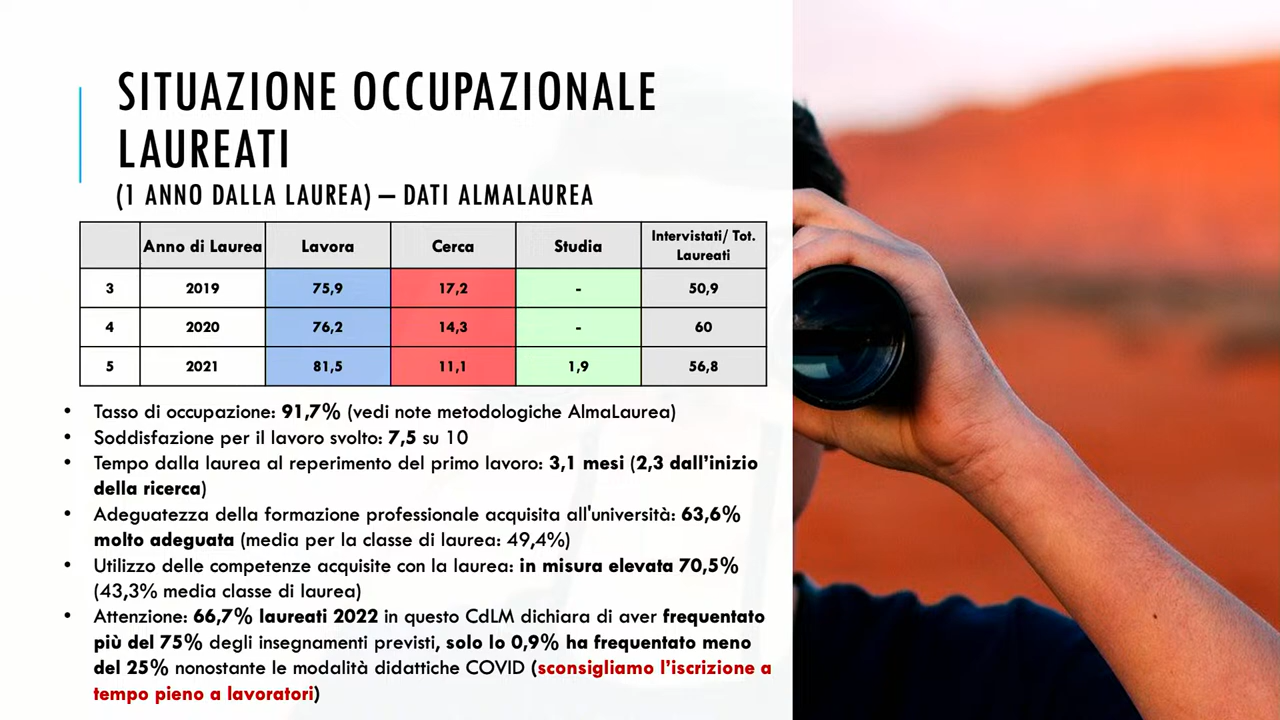 SITUAZIONE OCCUPAZIONALE
LAUREATI
(1 ANNO DALLA LAUREA) – DATI ALMALAUREA
Anno di Laurea Lavora Cerca Studia Intervistati/ Tot. Laureati
3 2019 75,9 17,2 - 50,9
4 2020 76,2 14,3 - 60
5 2021 81,5 11,1 1,9 56,8
• Tasso di occupazione: 91,7% (vedi note metodologiche AlmaLaurea)
• Soddisfazione per il lavoro svolto: 7,5 su 10
• Tempo dalla laurea al reperimento del primo lavoro: 3,1 mesi (2,3 dall’inizio
della ricerca)
• Adeguatezza della formazione professionale acquisita all'università: 63,6%
molto adeguata (media per la classe di laurea: 49,4%)
• Utilizzo delle competenze acquisite con la laurea: in misura elevata 70,5%
(43,3% media classe di laurea)
• Attenzione: 66,7% laureati 2022 in questo CdLM dichiara di aver frequentato
più del 75% degli insegnamenti previsti, solo lo 0,9% ha frequentato meno
del 25% nonostante le modalità didattiche COVID (sconsigliamo l’iscrizione a
tempo pieno a lavoratori)